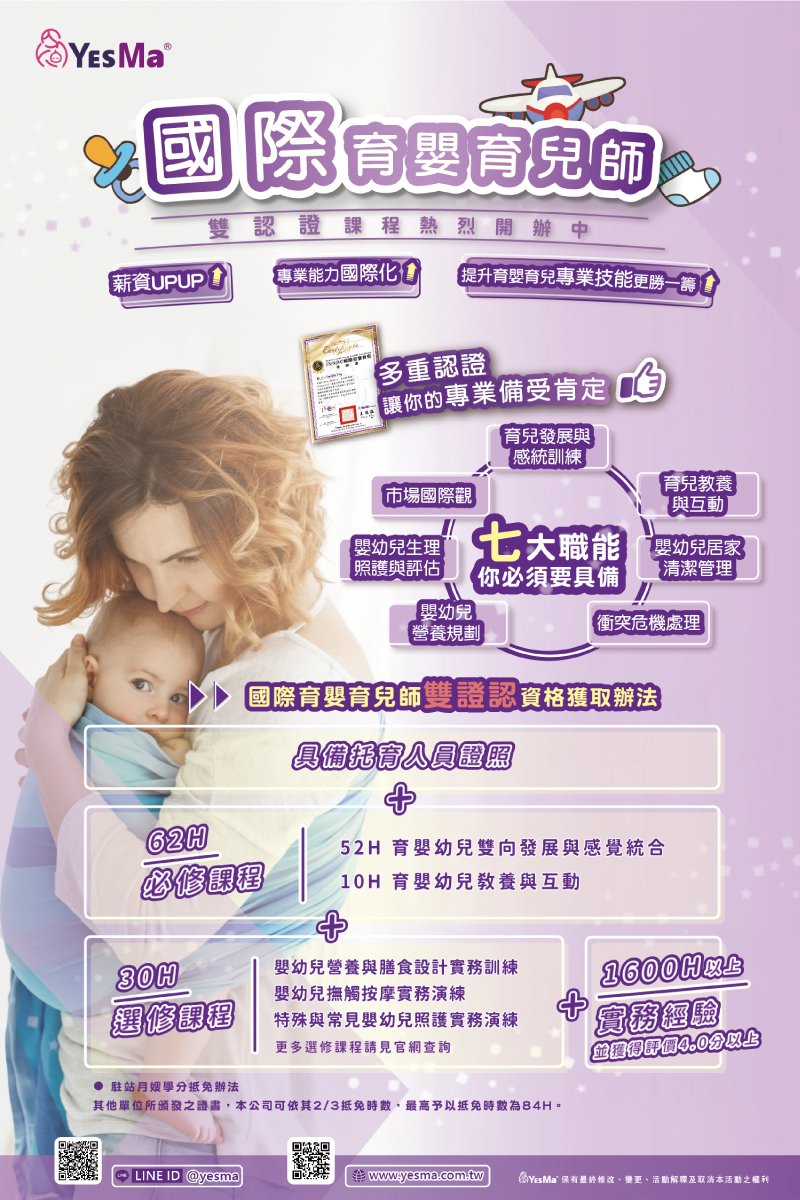 YesMa®
國際育嬰育兒師
雙認證課程熱烈開辦中
薪資UPUP
專業能力國際化
提升育嬰育兒專業技能更勝一籌
Certificate
多重認證
讓你的專業備受肯定
育兒發展與
感統訓練
市場國際觀
育兒教養
與互動
嬰幼兒生理
照護與評估
七大職能
你必須要具備
嬰幼兒居家
清潔管理
嬰幼兒
營養規劃
衝突危機處理
國際育嬰育兒師雙證認資格獲取辦法
具備托育人員證照
+
62H
必修課程
52H 育嬰幼兒雙向發展與感覺統合
10H 育嬰幼兒教養與互動
+
30H
選修課程
嬰幼兒營養與膳食設計實務訓練
嬰幼兒撫觸按摩實務演練
特殊與常見嬰幼兒照護實務演練
更多選修課程請見官網查詢
+
1600H以上
實務經驗
並獲得評價4.0分以上
● 駐站月嫂學分抵免辦法
其他單位所頒發之證書，本公司可依其2/3抵免時數，最高予以抵免時數為84H。
LINE LINE ID @yesma
www.yesma.com.tw
YesMa® 保有最終修改、變更、活動解釋及取消本活動之權利